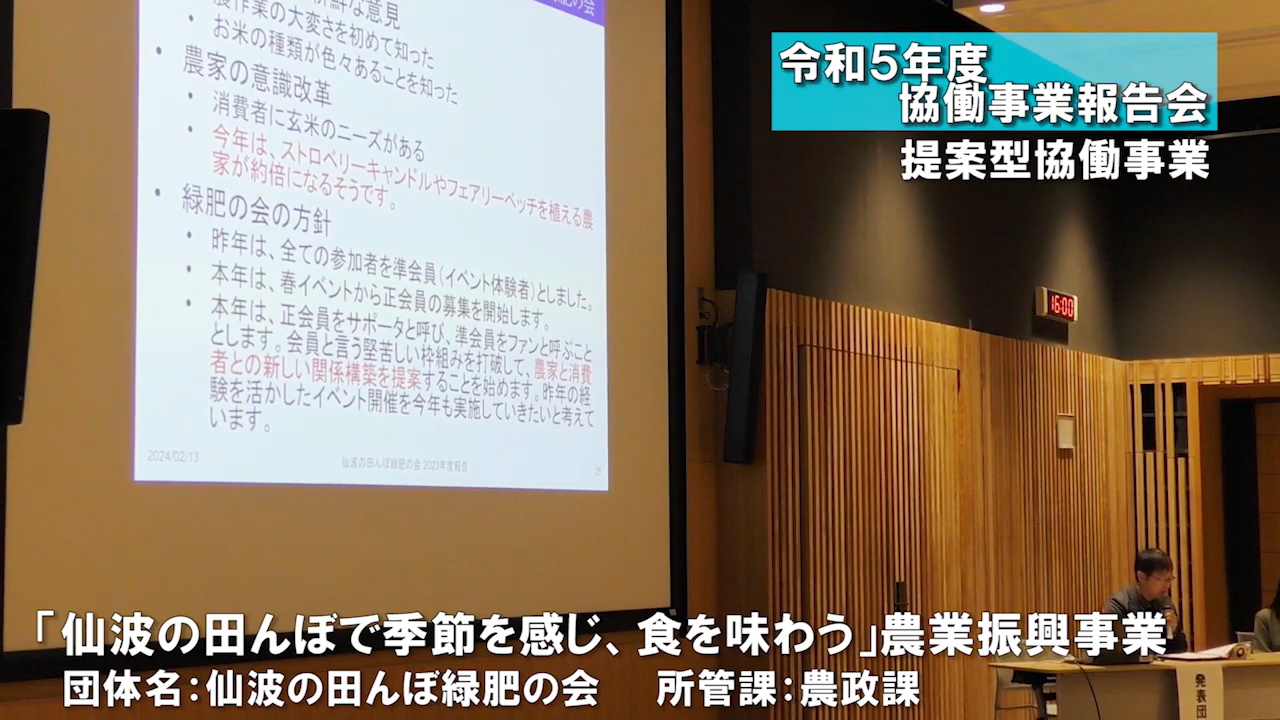 緑肥の会
新鮮な意見
農作業の大変さを初めて知った
お米の種類が色々あることを知った
農家の意識改革
消費者に玄米のニーズがある
今年は、ストロベリーキャンドルやフェアリーベッチを植える農
家が約倍になるそうです。
緑肥の会の方針
昨年は、全ての参加者を準会員（イベント体験者）としました。
本年は、春イベントから正会員の募集を開始します。
本年は、正会員をサポータと呼び、準会員をファンと呼ぶこと
とします。会員と言う堅苦しい枠組みを打破して、農家と消費
者との新しい関係構築を提案することを始めます。昨年の経
験を活かしたイベント開催を今年も実施していきたいと考えて
います。
2024/02/13
仙波の田んぼ緑肥の会 2023年度報告
25
令和5年度
協働事業報告会
提案型協働事業
16:00
発表団
「仙波の田んぼで季節を感じ、食を味わう」農業振興事業
団体名：仙波の田んぼ緑肥の会　所管課：農政課